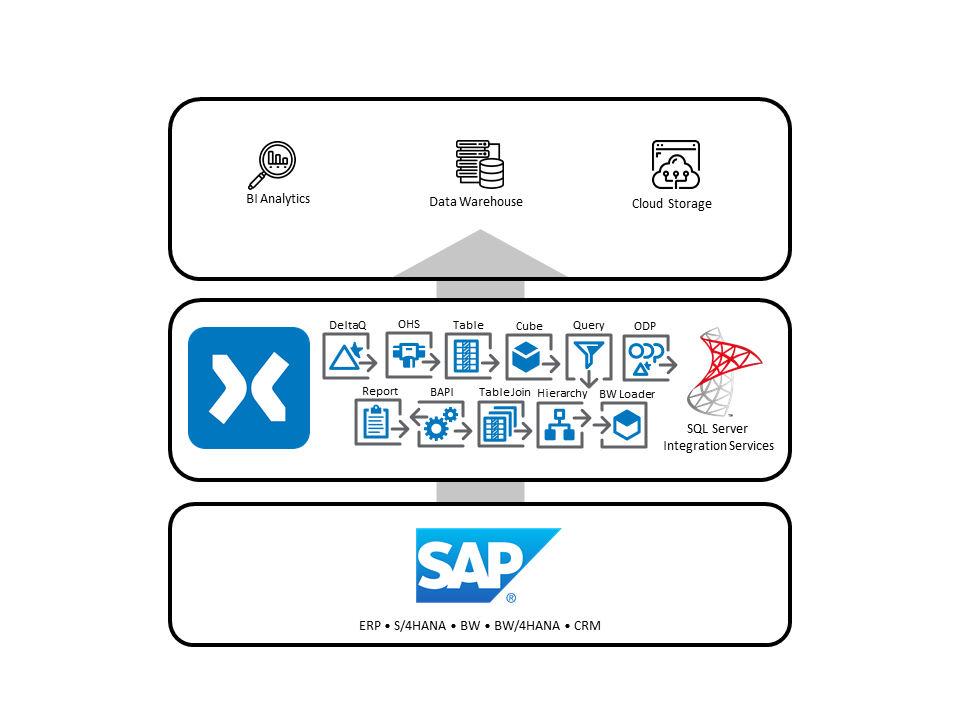 BI Analytics
Data Warehouse
Cloud Storage
DeltaQ
OHS
Table
Cube
Query
ODP
Report
BAPI
TableJoin
Hierarchy
BW Loader
SQL Server
Integration Services
SAP®
ERP • S/4HANA • BW • BW/4HANA • CRM